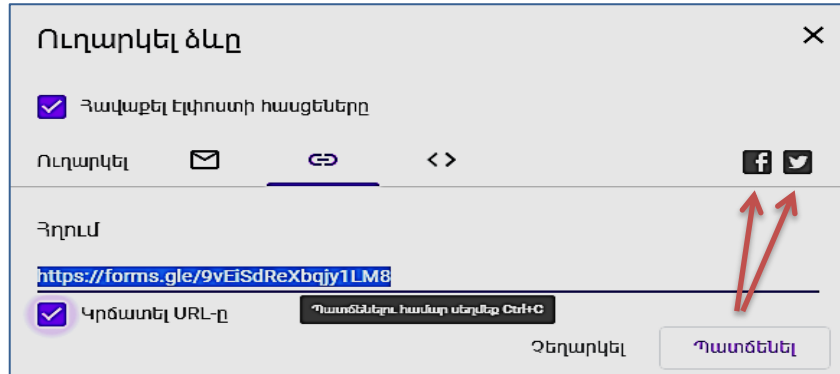 Ուղարկել ձևը
Հավաքել էլփոստի հասցեները
Ուղարկել
Հղում
https://forms.gle/9vEiSdReXbqjy1LM8
Կրճատել URL-ը
Պատճենելու համար սեղմեք Ctrl+C
Չեղարկել Պատճենել